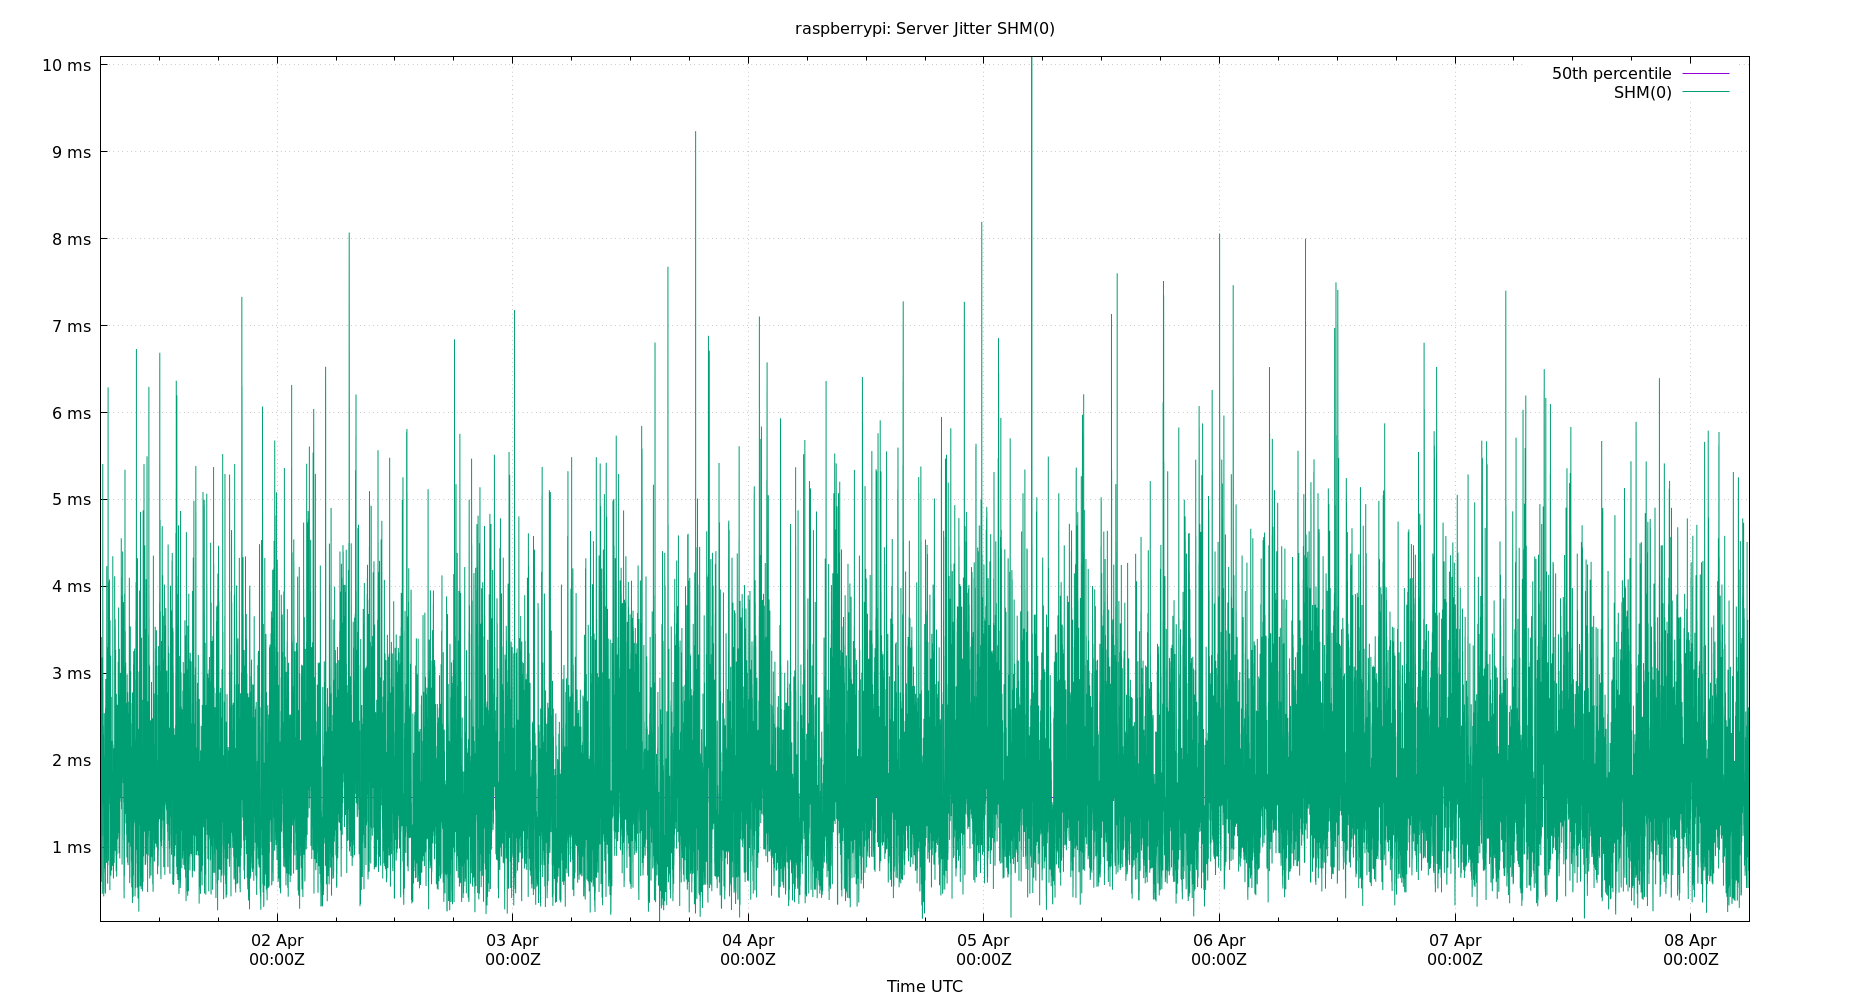 raspberrypi: Server Jitter SHM(0)
10 ms
9 ms
8 ms
7 ms
6 ms
5 ms
4 ms
3 ms
2 ms
1 ms
50th percentile
SHM(0)
02 Apr
00:00Z
03 Apr
00:00Z
04 Apr
00:00Z
05 Apr
00:00Z
06 Apr
00:00Z
07 Apr
00:00Z
08 Apr
00:00Z
Time UTC